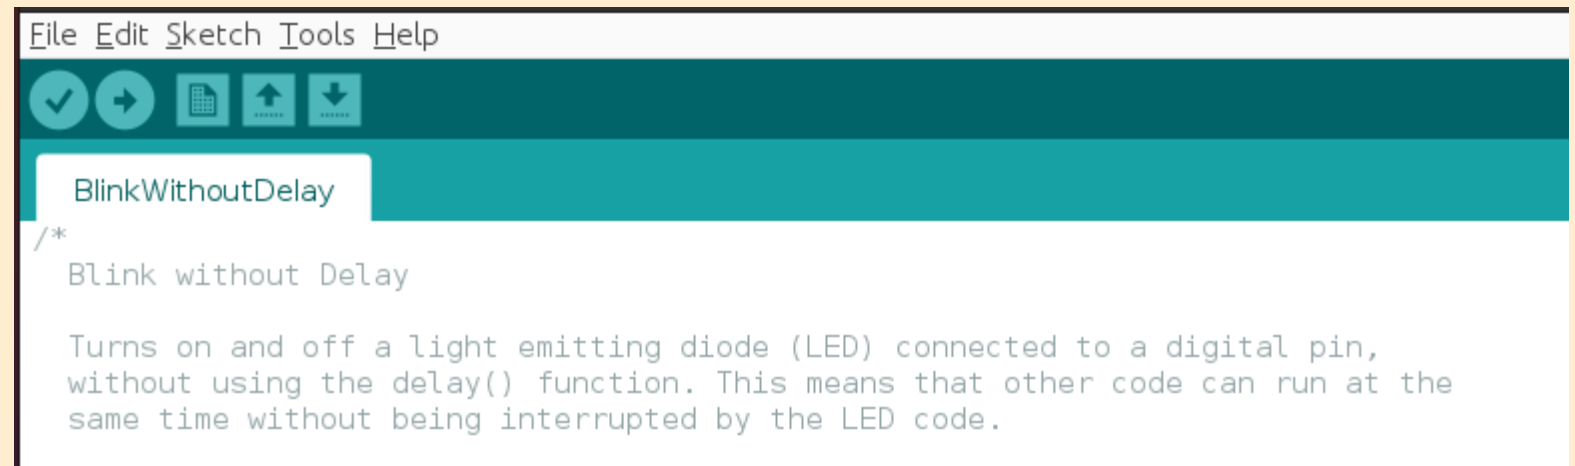 File Edit Sketch Tools Help
BlinkWithoutDelay
/*
Blink without Delay
Turns on and off a light emitting diode (LED) connected to a digital pin,
without using the delay() function. This means that other code can run at the
same time without being interrupted by the LED code.